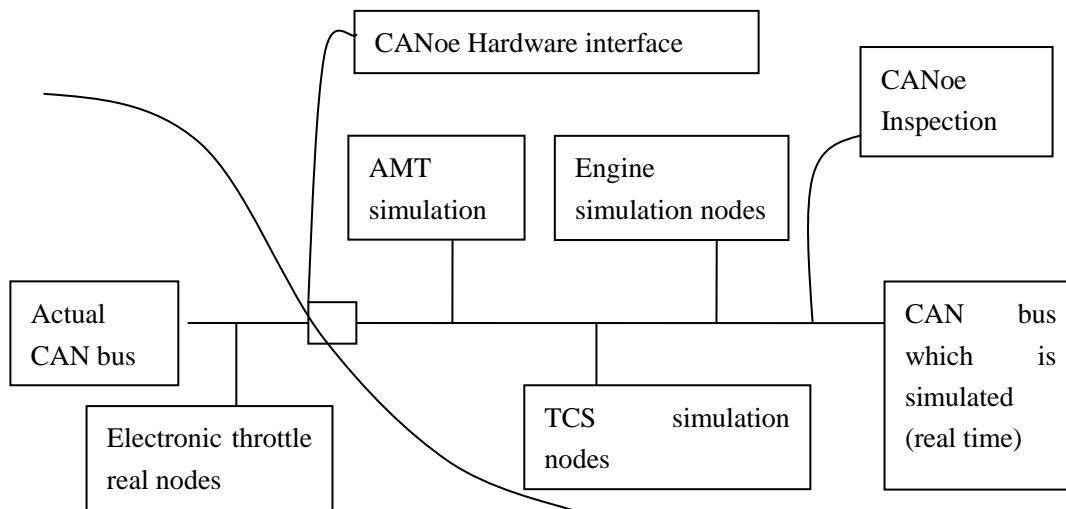 CANoe Hardware interface
CANoe
Inspection
AMT
simulation
Engine
simulation nodes
Actual
CAN bus
CAN bus
which is
simulated
(real time)
Electronic throttle
real nodes
TCS simulation
nodes